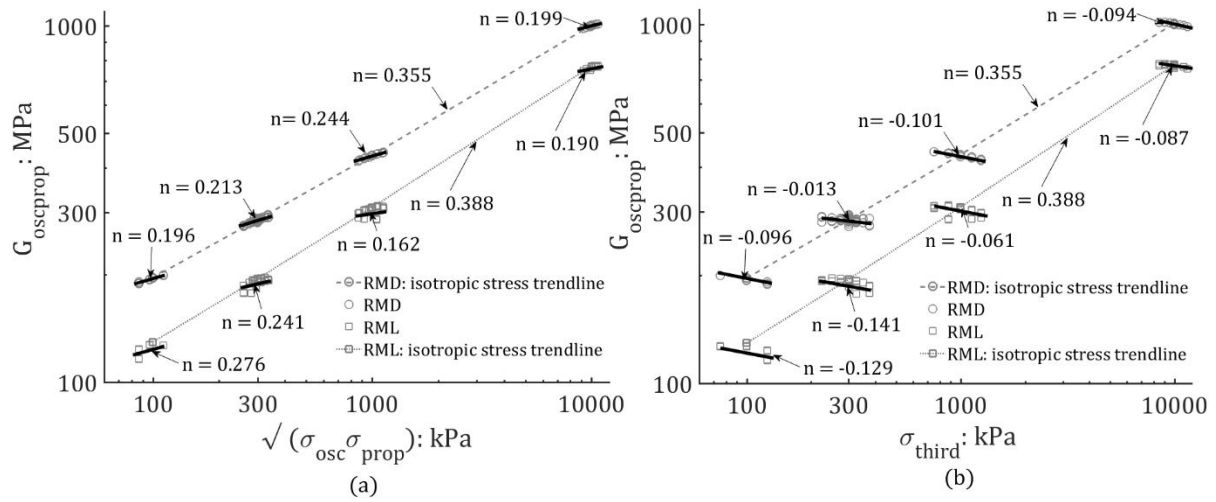 G_oscprop: MPa
1000
500
300
100
n = 0.199
n= 0.355
n= 0.244
n = 0.190
n = 0.213
n = 0.388
n = 0.196
n = 0.162
n = 0.241
n = 0.276
RMD: isotropic stress trendline
RMD
RML
RML: isotropic stress trendline
100
300
1000
10000
√ (σ_osc σ_prop): kPa
(a)
G_oscprop: MPa
1000
500
300
100
n = -0.094
n = 0.355
n= -0.101
n = -0.087
n = -0.013
n = 0.388
n = -0.096
n = -0.061
n = -0.141
n = -0.129
RMD: isotropic stress trendline
RMD
RML
RML: isotropic stress trendline
100
300
1000
10000
σ_third: kPa
(b)